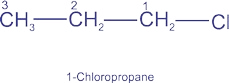 3 2 1
CH₃—CH₂—CH₂—Cl
1-Chloropropane